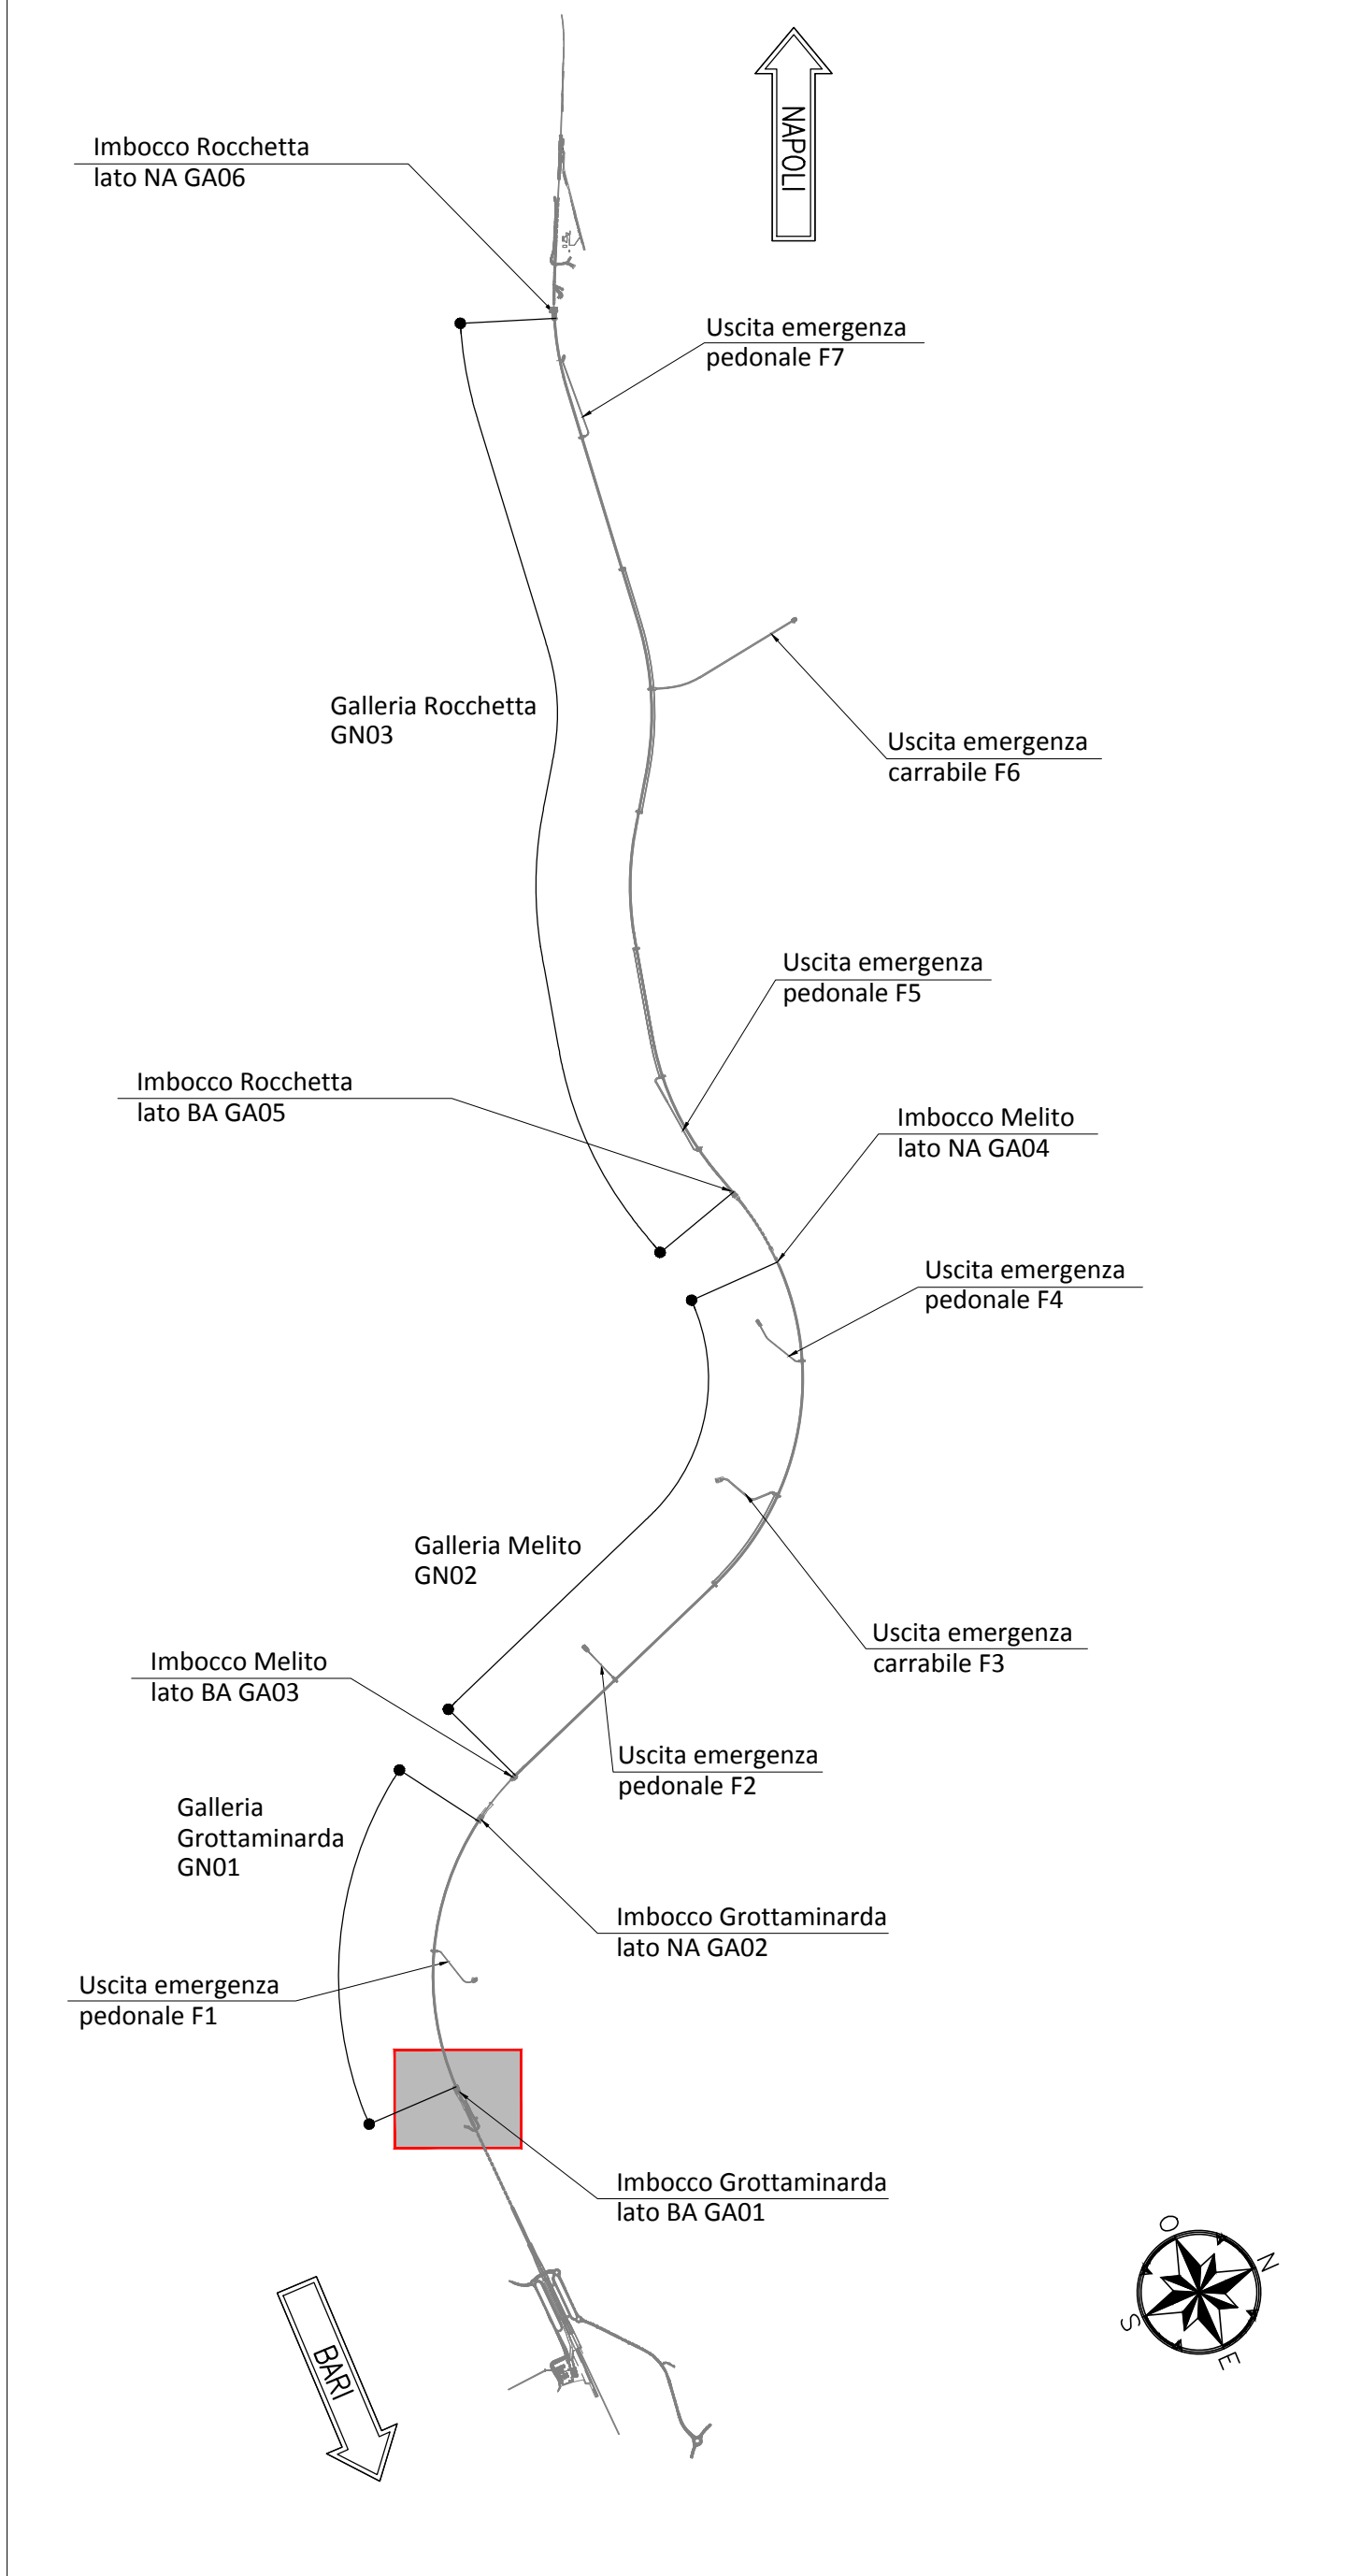 NAPOLI
Imbocco Rocchetta
lato NA GA06
Uscita emergenza
pedonale F7
Galleria Rocchetta
GN03
Uscita emergenza
carrabile F6
Uscita emergenza
pedonale F5
Imbocco Rocchetta
lato BA GA05
Imbocco Melito
lato NA GA04
Uscita emergenza
pedonale F4
Galleria Melito
GN02
Uscita emergenza
carrabile F3
Imbocco Melito
lato BA GA03
Uscita emergenza
pedonale F2
Galleria
Grottaminarda
GN01
Imbocco Grottaminarda
lato NA GA02
Uscita emergenza
pedonale F1
Imbocco Grottaminarda
lato BA GA01
O
N
S
E
BARI